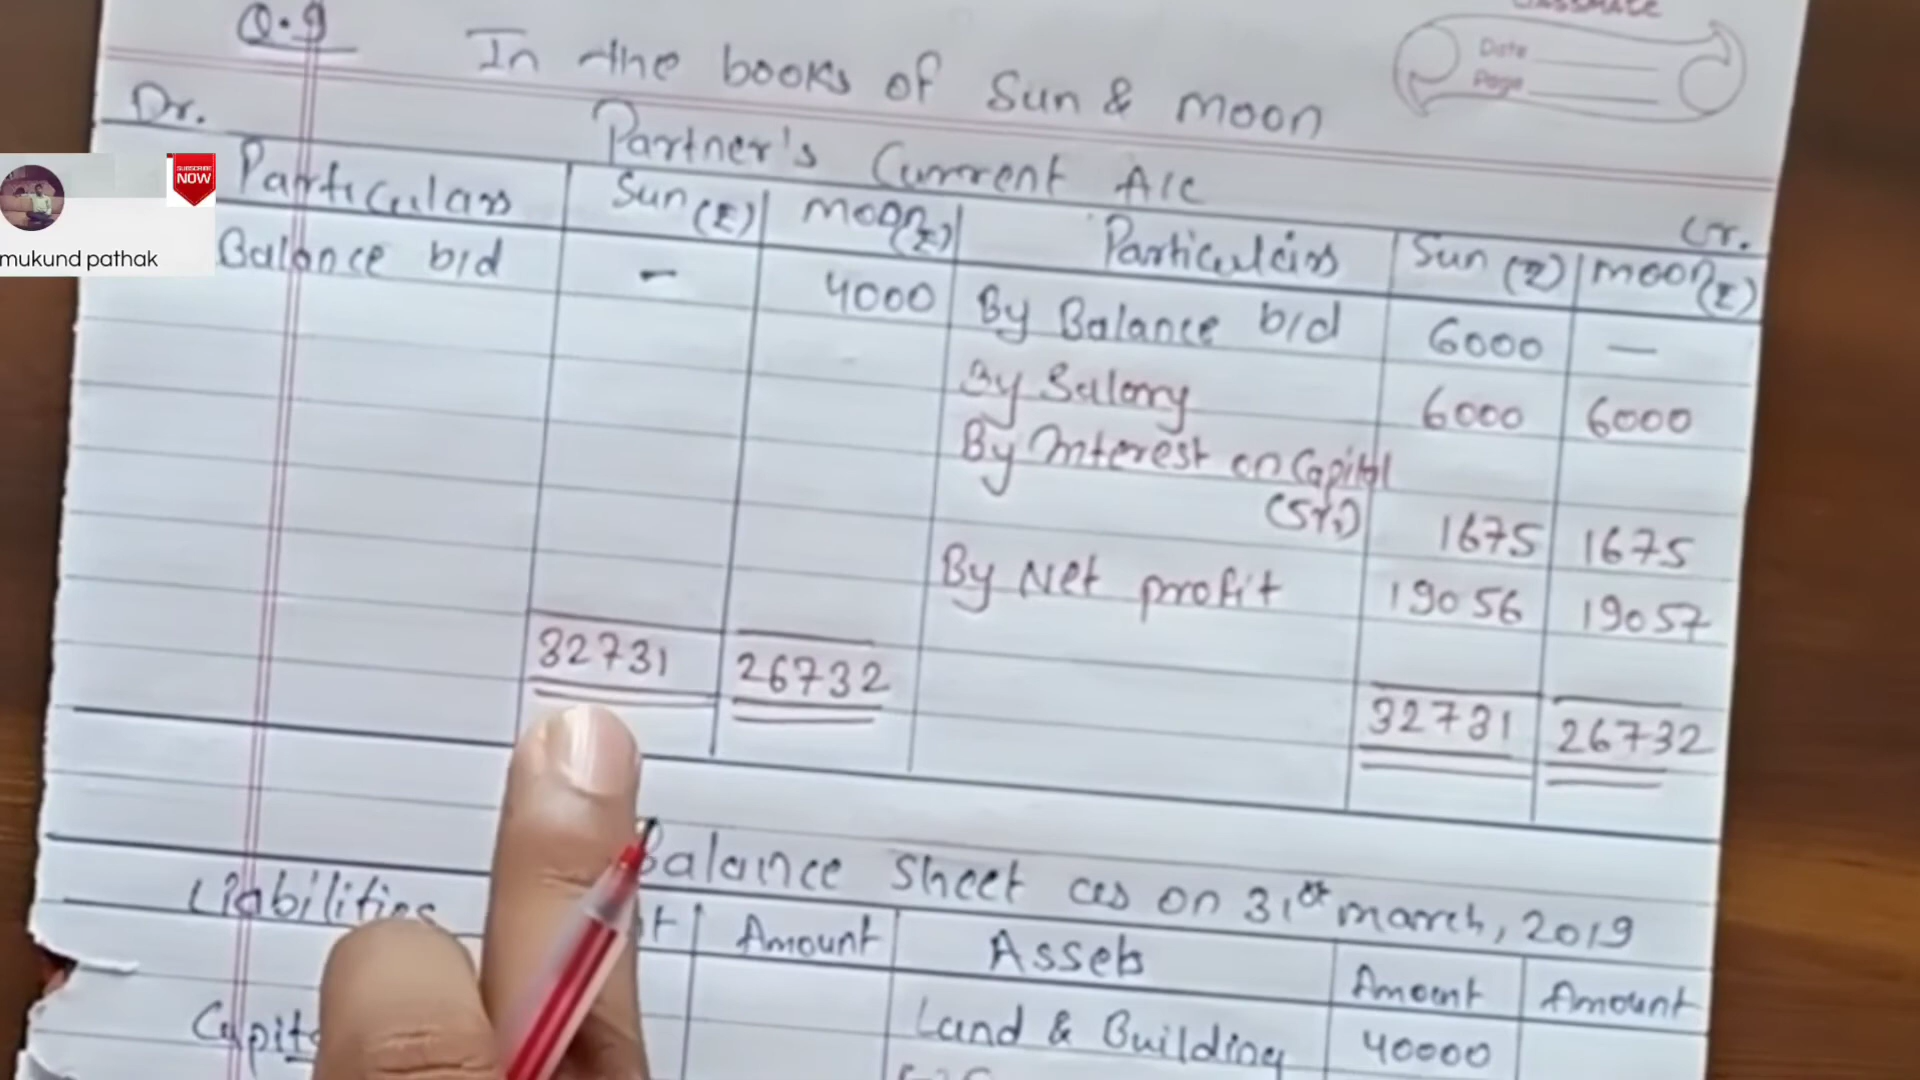 CLASSMATE
Date
Page
Q.9
In the books of Sun & Moon
Dr.
Partner's Current A/c
Cr.
Particulars Sun (₹) Moon (₹) Particulars Sun (₹) Moon (₹)
Balance b/d - 4000 By Balance b/d 6000 —
By Salary 6000 6000
By Interest on Capital
(5%) 1675 1675
By Net profit 19056 19057
32731 26732 32731 26732
Balance sheet as on 31st march, 2019
Liabilities Amount Assets Amount Amount
Land & Building 40000
SUBSCRIBE
NOW
mukund pathak